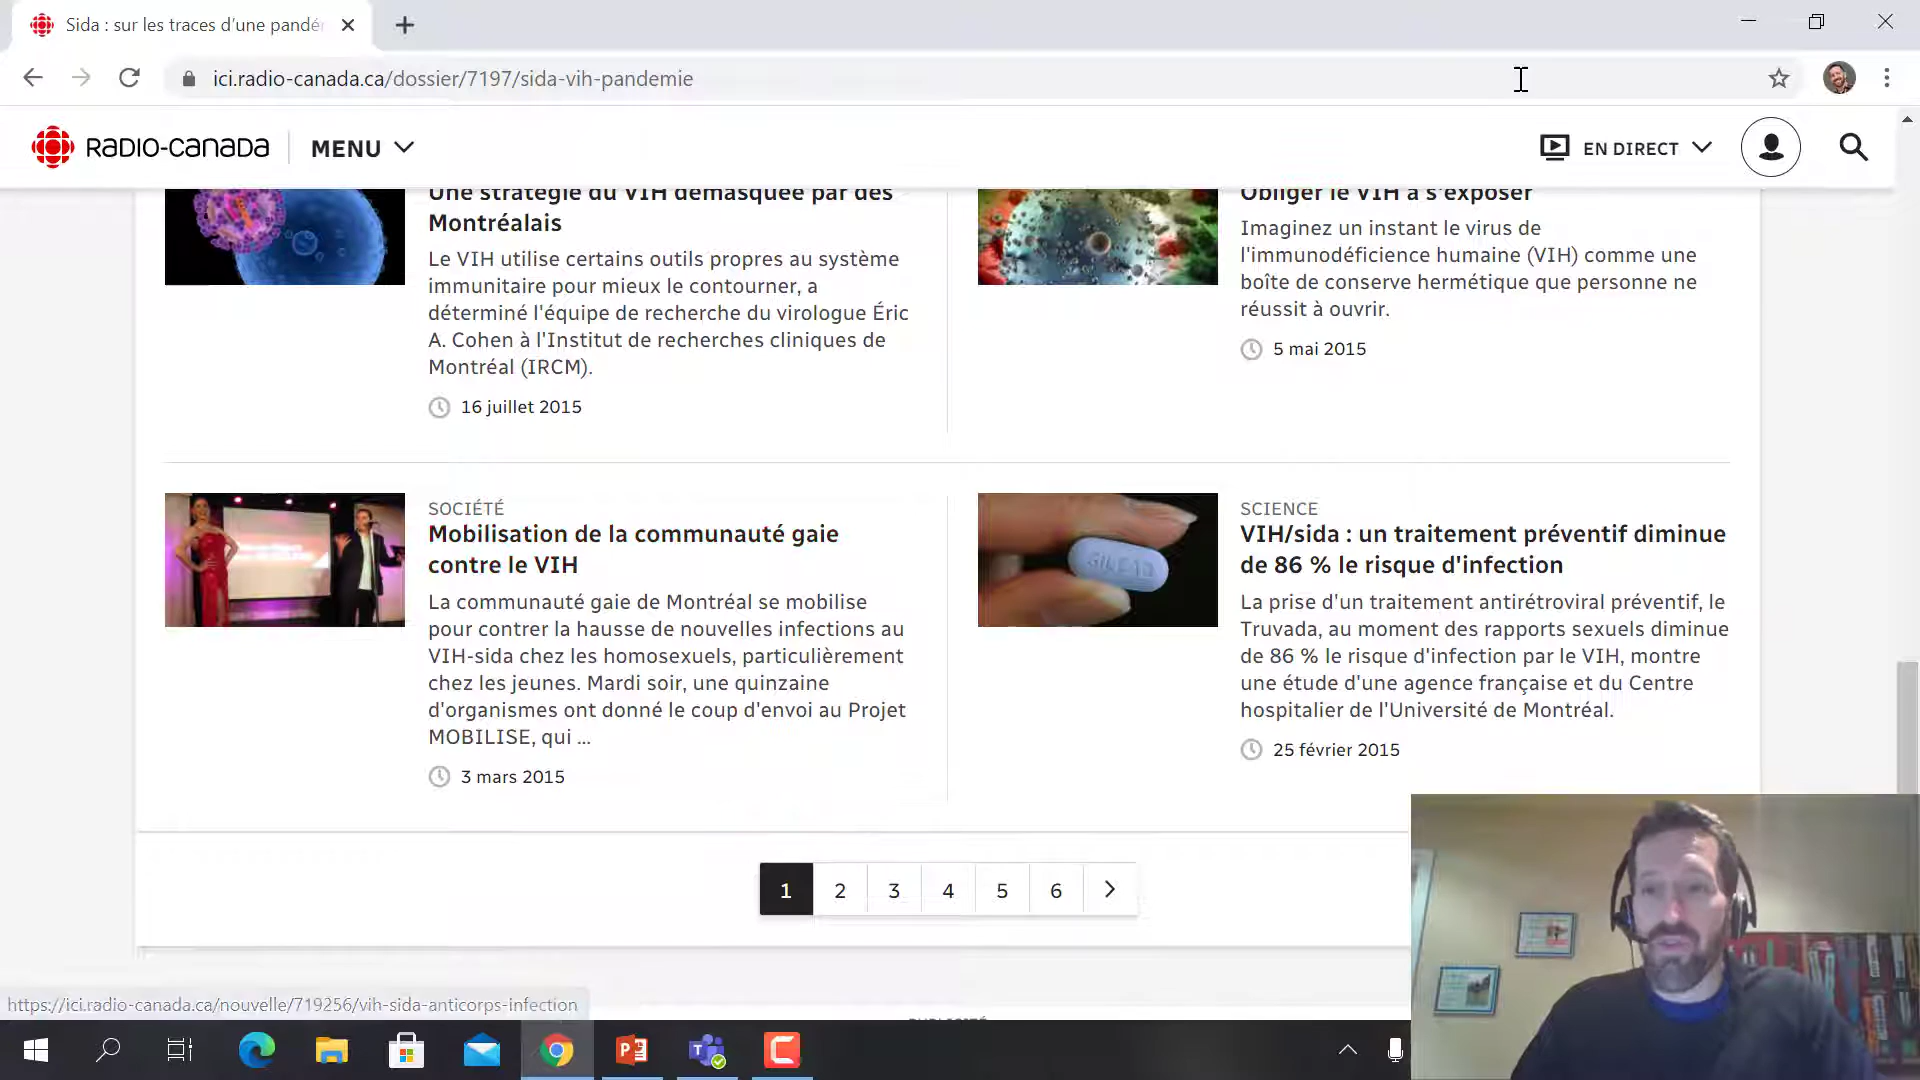 Sida : sur les traces d'une pandé
ici.radio-canada.ca/dossier/7197/sida-vih-pandemie
RADIO-CANADA
MENU
EN DIRECT
Une stratégie du VIH démasquée par des
Montréalais
Le VIH utilise certains outils propres au système
immunitaire pour mieux le contourner, a
déterminé l'équipe de recherche du virologue Éric
A. Cohen à l'Institut de recherches cliniques de
Montréal (IRCM).
16 juillet 2015
Obliger le VIH à s'exposer
Imaginez un instant le virus de
l'immunodéficience humaine (VIH) comme une
boîte de conserve hermétique que personne ne
réussit à ouvrir.
5 mai 2015
SOCIÉTÉ
Mobilisation de la communauté gaie
contre le VIH
La communauté gaie de Montréal se mobilise
pour contrer la hausse de nouvelles infections au
VIH-sida chez les homosexuels, particulièrement
chez les jeunes. Mardi soir, une quinzaine
d'organismes ont donné le coup d'envoi au Projet
MOBILISE, qui ...
3 mars 2015
GILEAD
SCIENCE
VIH/sida : un traitement préventif diminue
de 86 % le risque d'infection
La prise d'un traitement antirétroviral préventif, le
Truvada, au moment des rapports sexuels diminue
de 86 % le risque d'infection par le VIH, montre
une étude d'une agence française et du Centre
hospitalier de l'Université de Montréal.
25 février 2015
1 2 3 4 5 6
https://ici.radio-canada.ca/nouvelle/719256/vih-sida-anticorps-infection
PUBLICITÉ